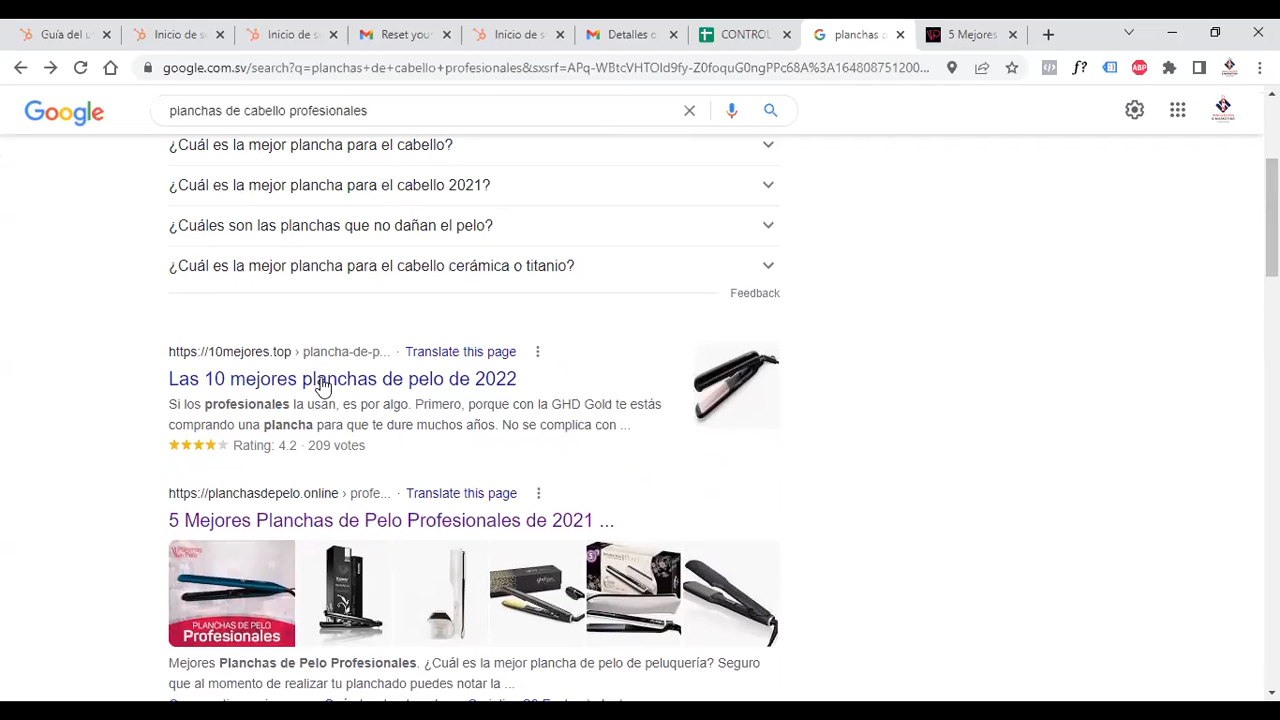 Guía del u
Inicio de s
Inicio de s
Reset your
Inicio de s
Detalles o
CONTROL
planchas d
5 Mejores
google.com.sv/search?q=planchas+de+cabello+profesionales&sxsrf=APq-WBtcVHTOId9fy-Z0foquG0ngPPc68A%3A164808751200...
Google
planchas de cabello profesionales
¿Cuál es la mejor plancha para el cabello?
¿Cuál es la mejor plancha para el cabello 2021?
¿Cuáles son las planchas que no dañan el pelo?
¿Cuál es la mejor plancha para el cabello cerámica o titanio?
Feedback
https://10mejores.top › plancha-de-p... · Translate this page
Las 10 mejores planchas de pelo de 2022
Si los profesionales la usan, es por algo. Primero, porque con la GHD Gold te estás
comprando una plancha para que te dure muchos años. No se complica con ...
Rating: 4.2 · 209 votes
https://planchasdepelo.online › profe... · Translate this page
5 Mejores Planchas de Pelo Profesionales de 2021 ...
PLANCHAS DE PELO
Profesionales
Mejores Planchas de Pelo Profesionales. ¿Cuál es la mejor plancha de pelo de peluquería? Seguro
que al momento de realizar tu planchado puedes notar la ...